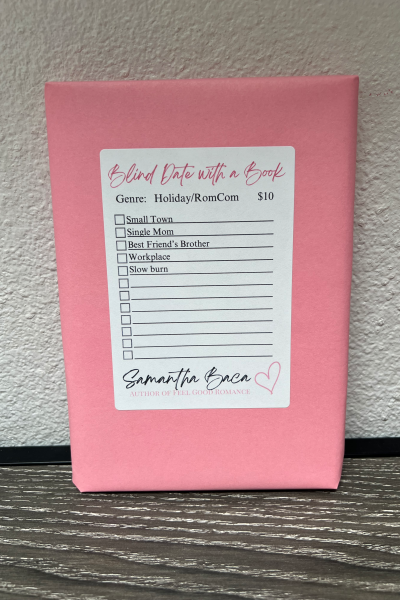 Blind Date with a Book
Genre: Holiday/RomCom $10
Small Town
Single Mom
Best Friend's Brother
Workplace
Slow burn
Samantha Baca
AUTHOR OF FEEL GOOD ROMANCE